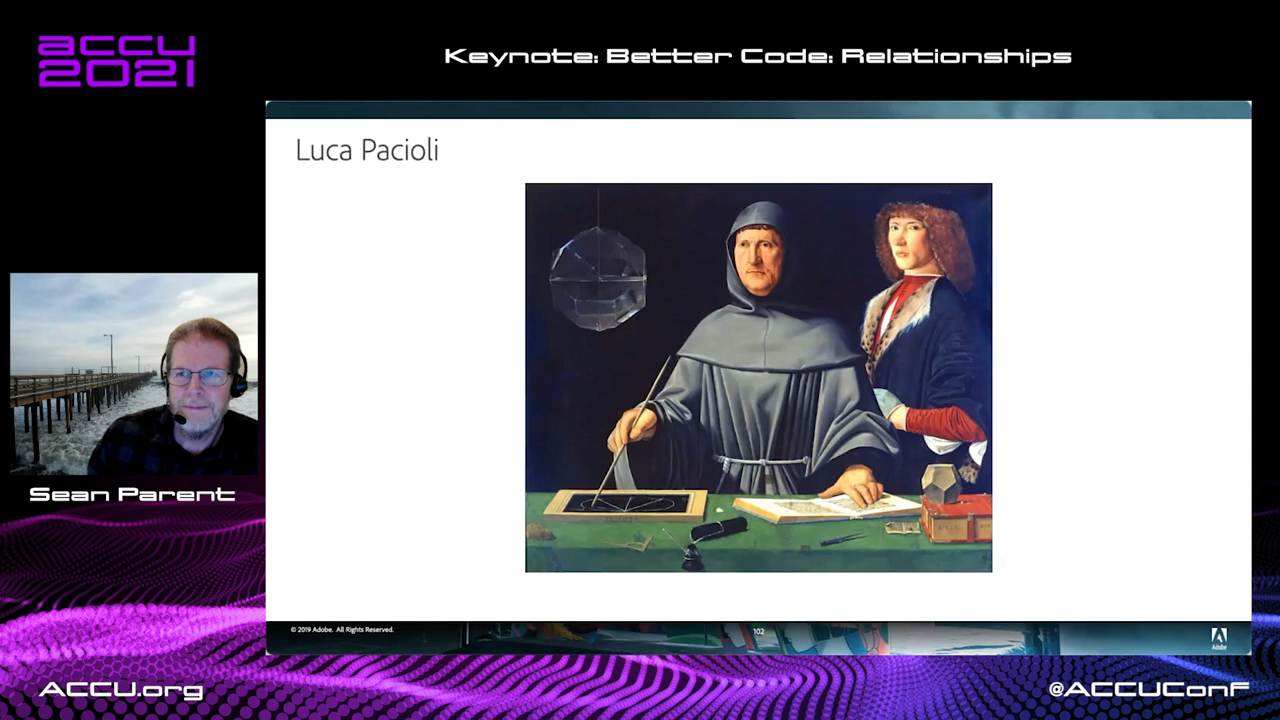 accu
2021
Keynote: Better Code: Relationships
Luca Pacioli
Sean Parent
© 2019 Adobe. All Rights Reserved.
102
Adobe
ACCU.org
@ACCUConf